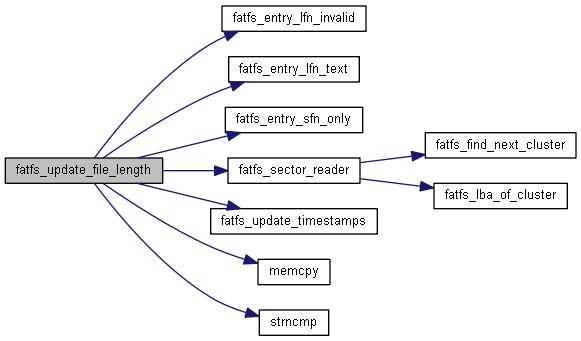 fatfs_entry_lfn_invalid
fatfs_entry_lfn_text
fatfs_entry_sfn_only
fatfs_find_next_cluster
fatfs_update_file_length
fatfs_sector_reader
fatfs_lba_of_cluster
fatfs_update_timestamps
memcpy
strncmp